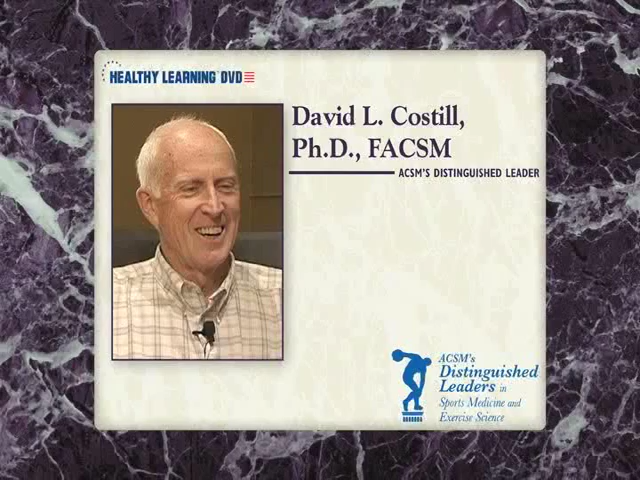 HEALTHY LEARNING DVD
David L. Costill,
Ph.D., FACSM
ACSM'S DISTINGUISHED LEADER
ACSM's
Distinguished
Leaders in
Sports Medicine and
Exercise Science